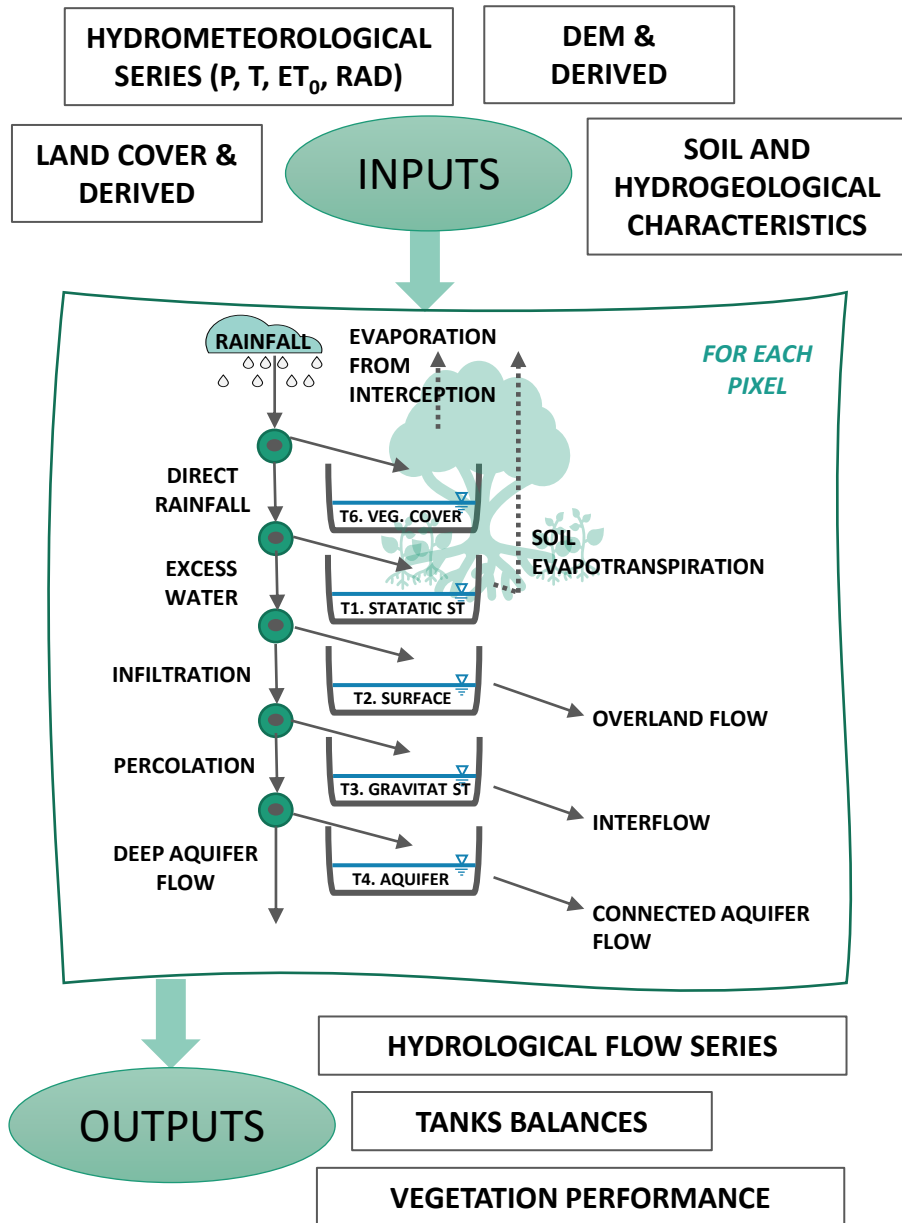 HYDROMETEOROLOGICAL
SERIES (P, T, ET₀, RAD)
DEM &
DERIVED
LAND COVER &
DERIVED
INPUTS
SOIL AND
HYDROGEOLOGICAL
CHARACTERISTICS
RAINFALL
EVAPORATION
FROM
INTERCEPTION
FOR EACH
PIXEL
DIRECT
RAINFALL
T6. VEG. COVER
SOIL
EVAPOTRANSPIRATION
EXCESS
WATER
T1. STATATIC ST
INFILTRATION
T2. SURFACE
OVERLAND FLOW
PERCOLATION
T3. GRAVITAT ST
INTERFLOW
DEEP AQUIFER
FLOW
T4. AQUIFER
CONNECTED AQUIFER
FLOW
HYDROLOGICAL FLOW SERIES
OUTPUTS
TANKS BALANCES
VEGETATION PERFORMANCE